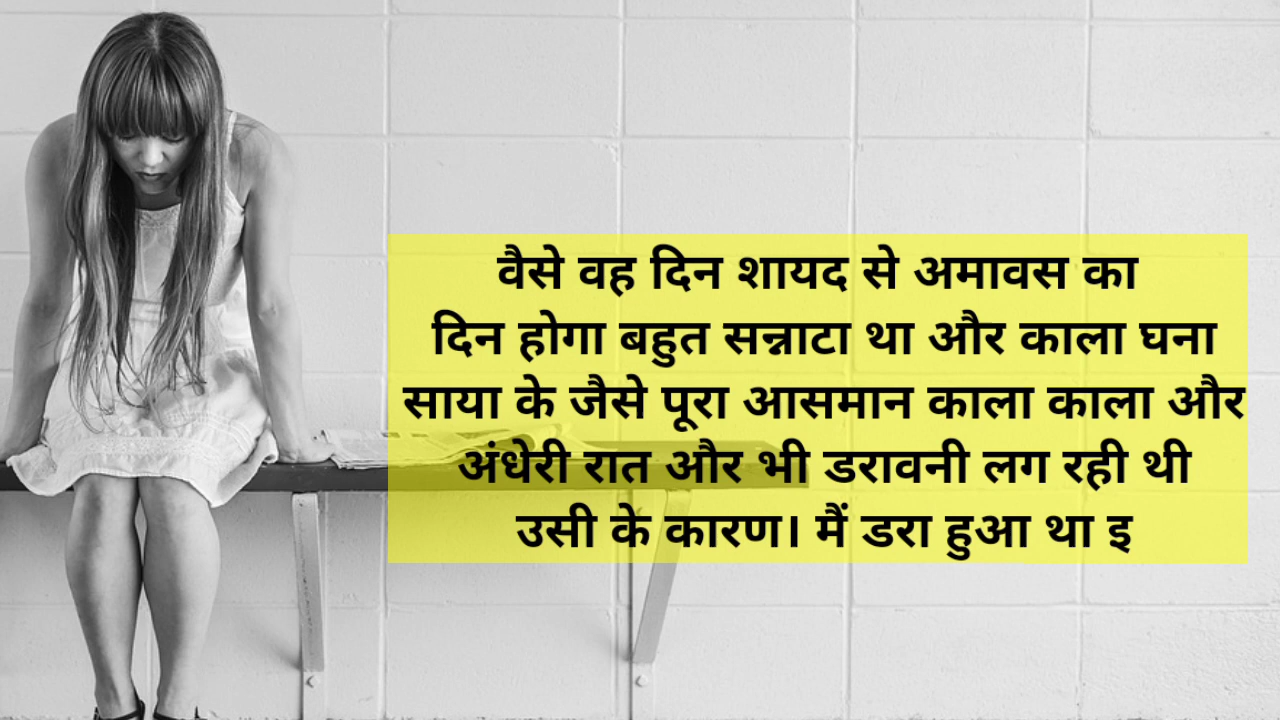 वैसे वह दिन शायद से अमावस का
दिन होगा बहुत सन्नाटा था और काला घना
साया के जैसे पूरा आसमान काला काला और
अंधेरी रात और भी डरावनी लग रही थी
उसी के कारण। मैं डरा हुआ था इ